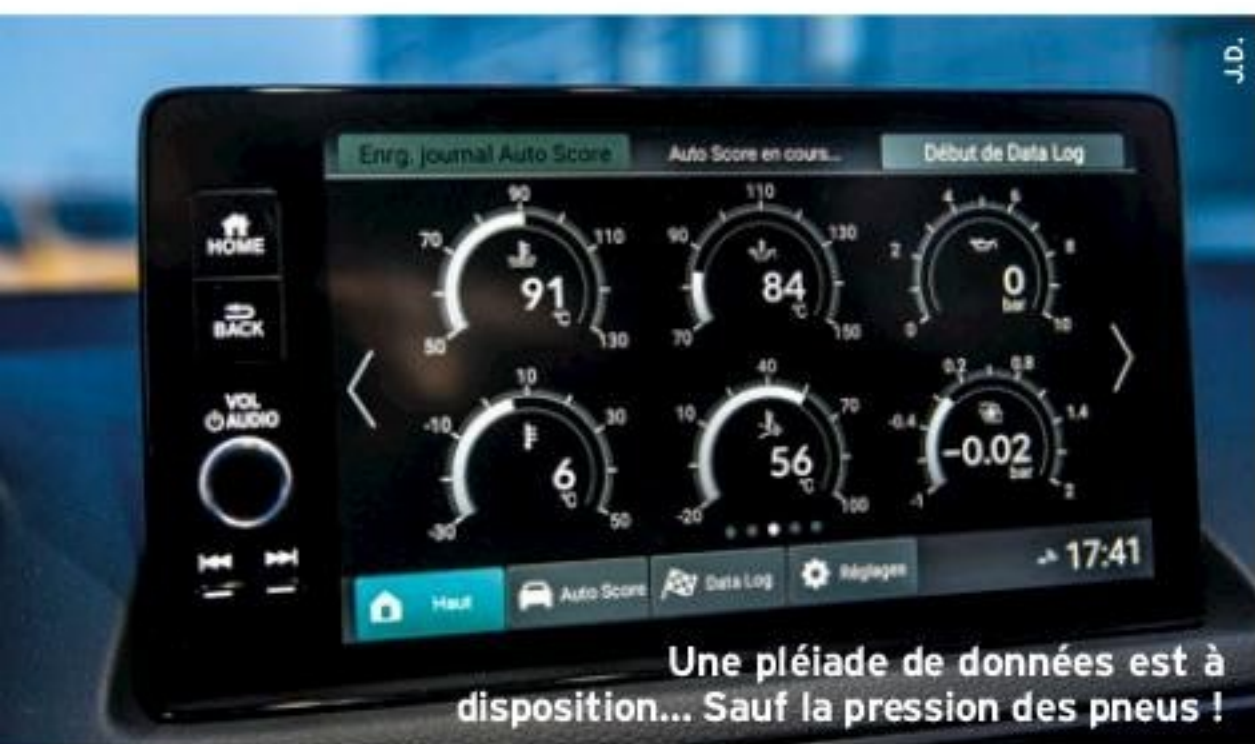 J.D.
Enrg. journal Auto Score
Auto Score en cours...
Début de Data Log
HOME
BACK
VOL
AUDIO
50
70
90
110
130
91
°C
70
90
110
130
150
84
°C
0
2
4
6
8
10
0
bar
-30
-10
10
30
50
6
°C
-20
10
40
70
100
56
°C
-1
-0.4
0.2
0.8
1.4
2
-0.02
bar
Haut
Auto Score
Data Log
Réglages
17:41
Une pléiade de données est à
disposition... Sauf la pression des pneus !